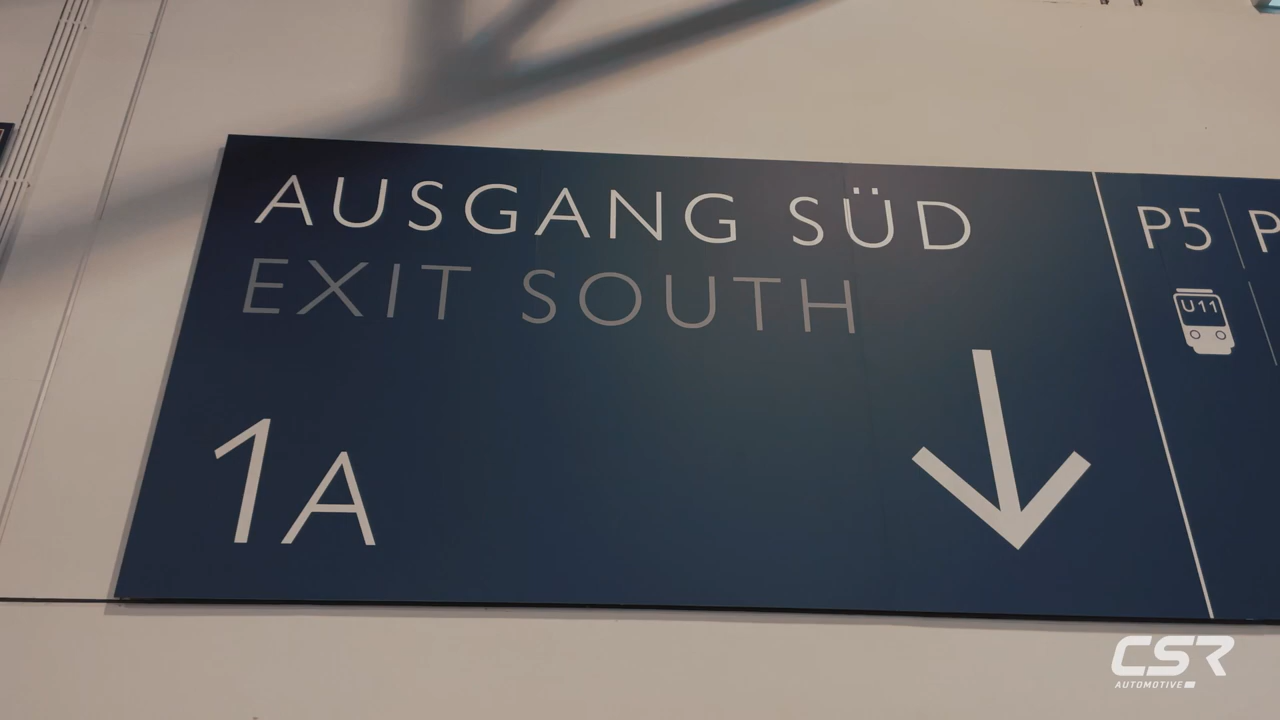 AUSGANG SÜD
EXIT SOUTH
1A
P5
P
U11
CSR
AUTOMOTIVE